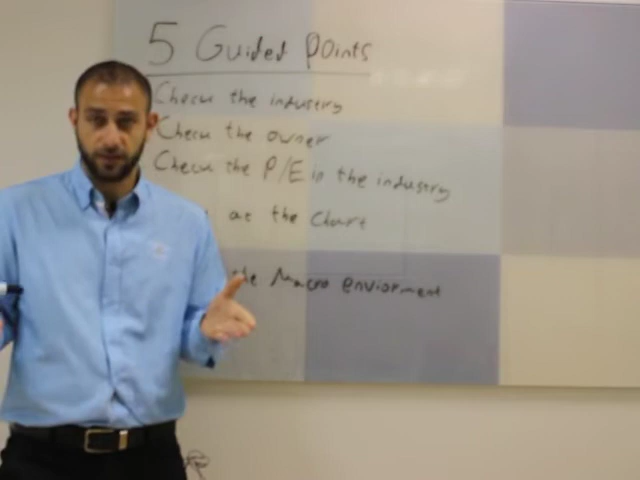 5 Guided Points
Check the industry
Check the owner
Check the P/E in the industry
at the Chart
the Macro enviorment